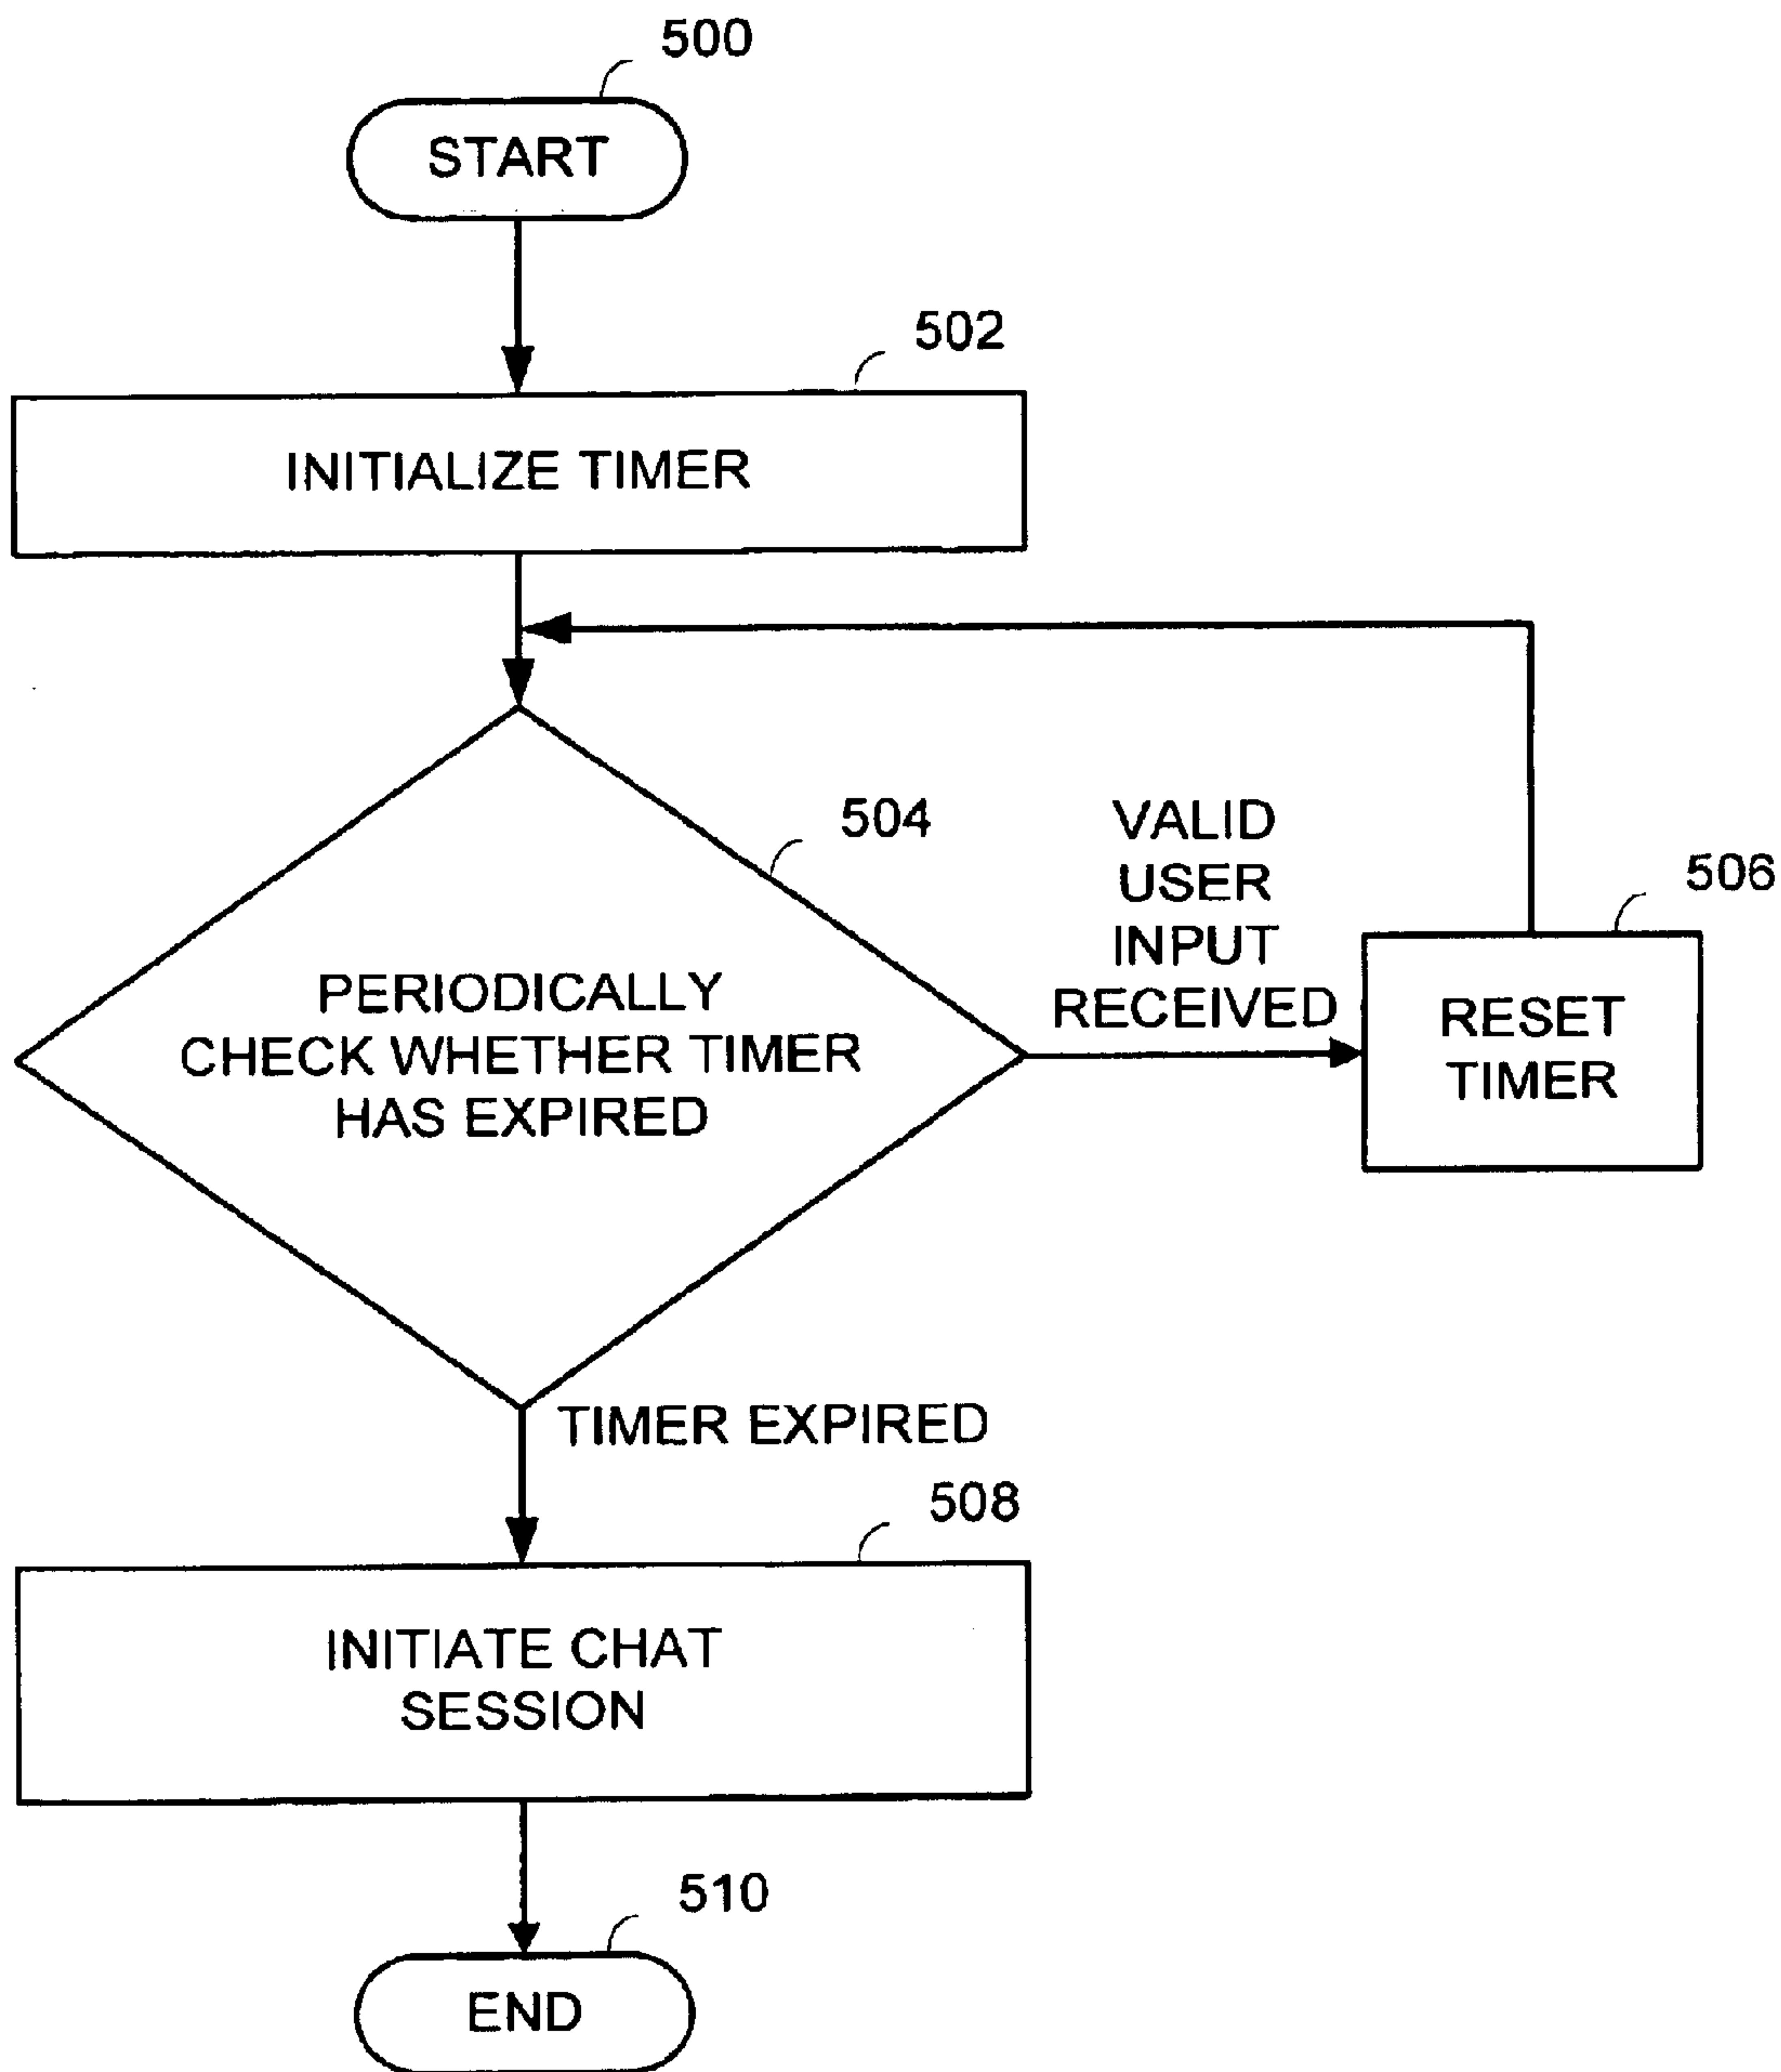 500
START
502
INITIALIZE TIMER
504
VALID
USER
INPUT
RECEIVED
506
RESET
TIMER
PERIODICALLY
CHECK WHETHER TIMER
HAS EXPIRED
TIMER EXPIRED
508
INITIATE CHAT
SESSION
510
END